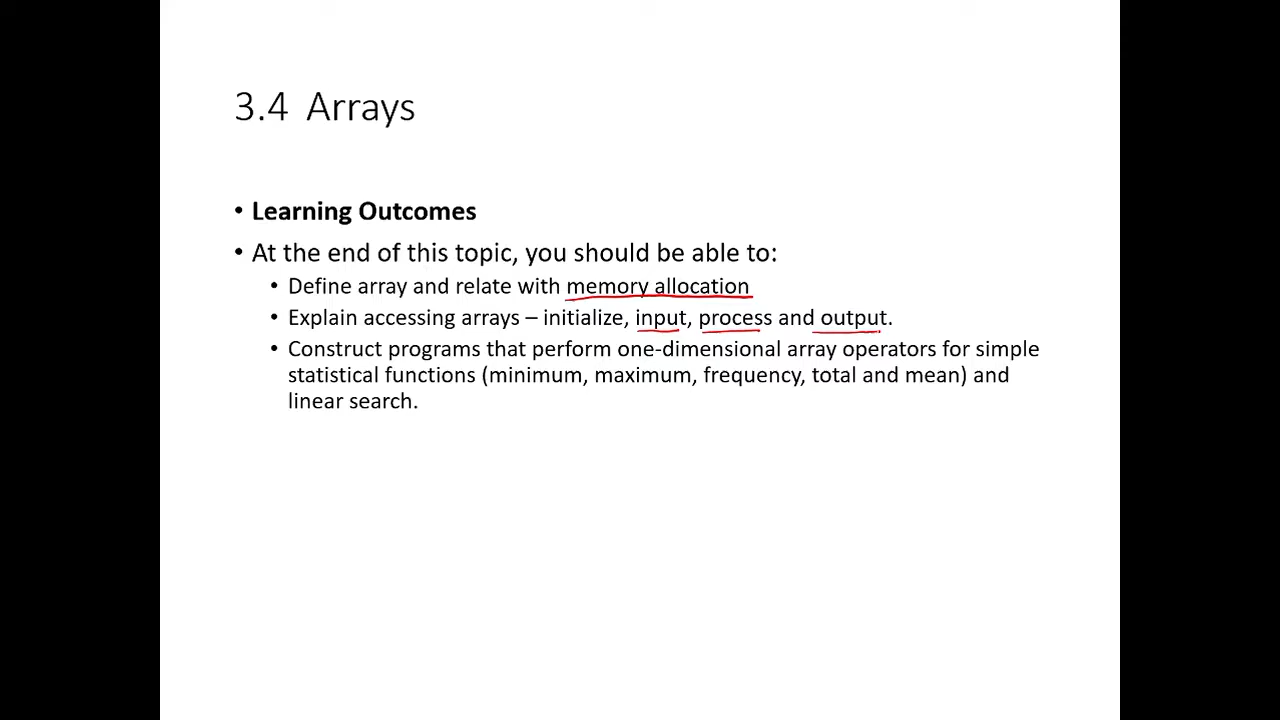 3.4 Arrays
• Learning Outcomes
• At the end of this topic, you should be able to:
• Define array and relate with memory allocation
• Explain accessing arrays – initialize, input, process and output.
• Construct programs that perform one-dimensional array operators for simple
statistical functions (minimum, maximum, frequency, total and mean) and
linear search.